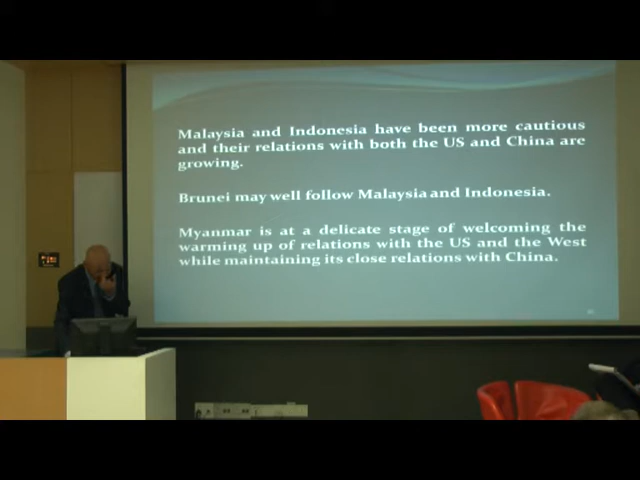 Malaysia and Indonesia have been more cautious
and their relations with both the US and China are
growing.
Brunei may well follow Malaysia and Indonesia.
Myanmar is at a delicate stage of welcoming the
warming up of relations with the US and the West
while maintaining its close relations with China.